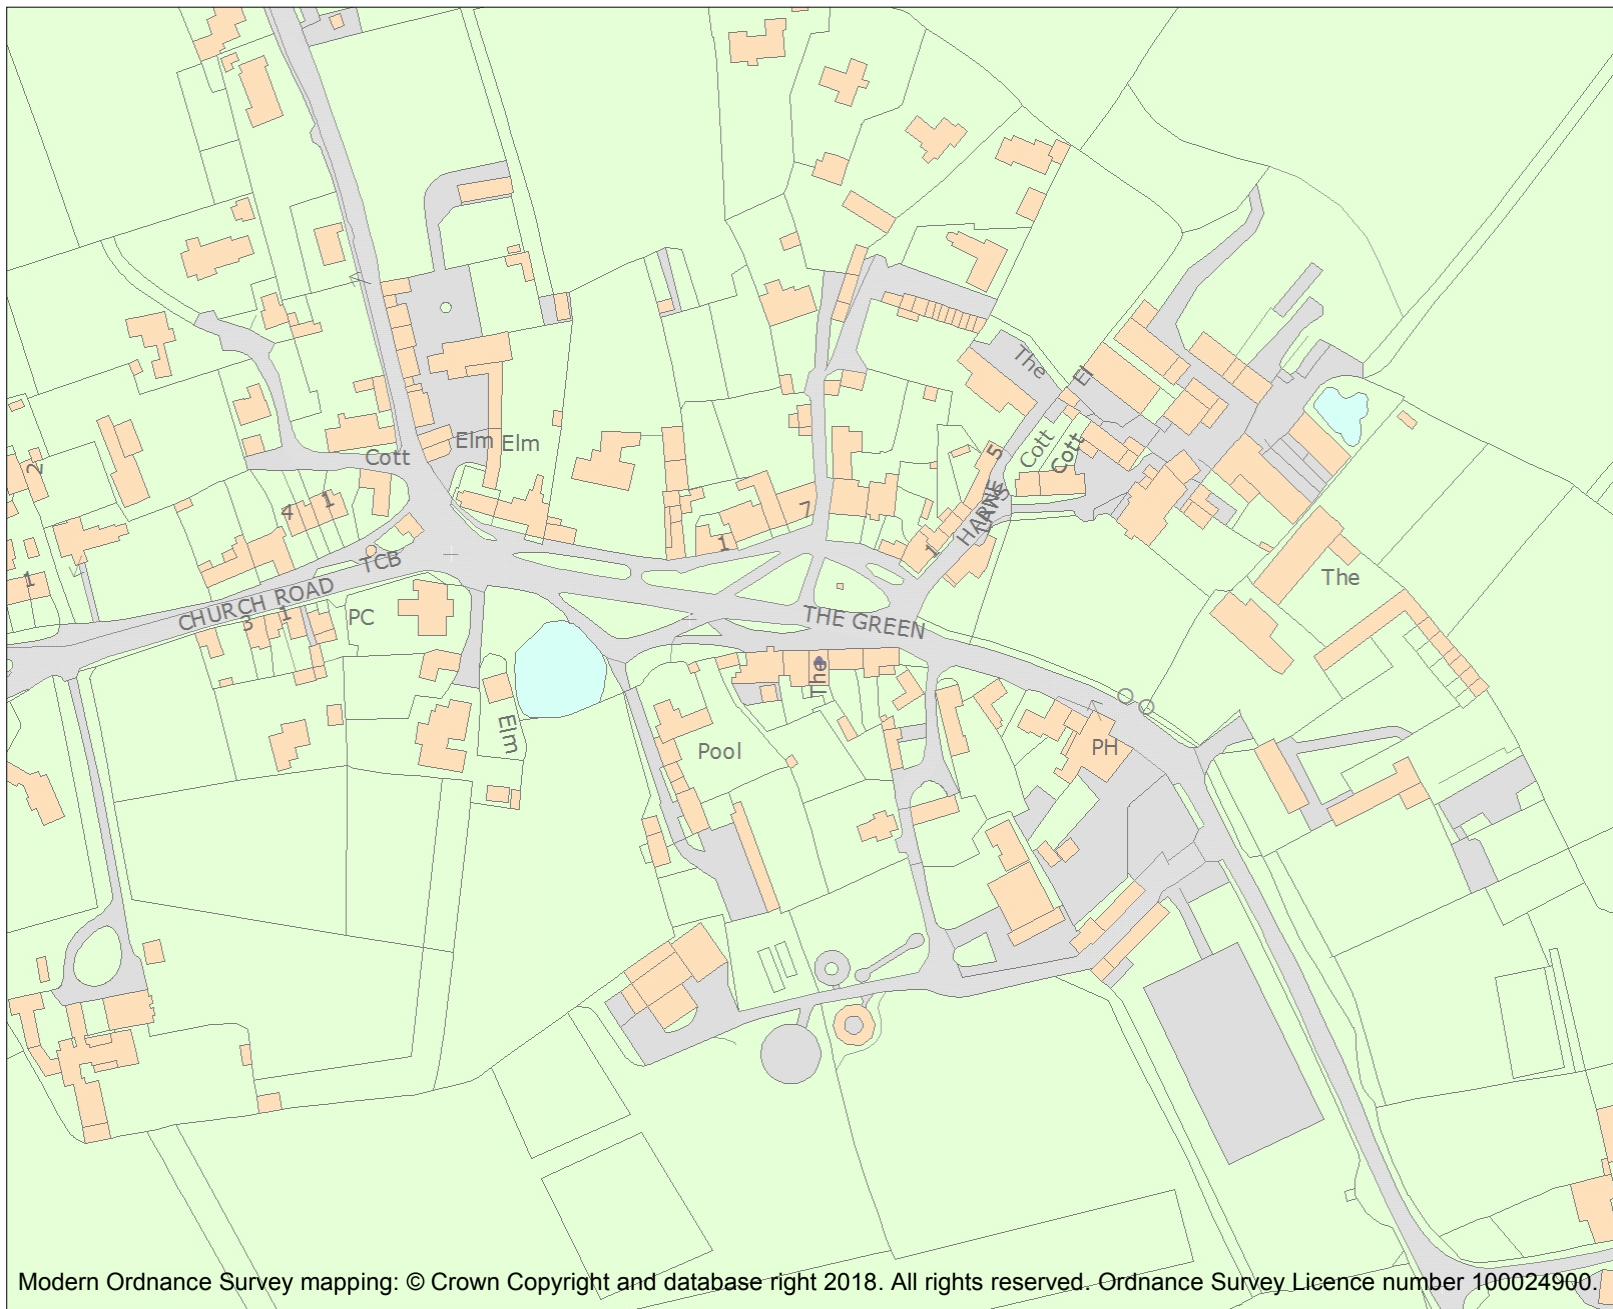 The
El
Elm
Elm
Cott
Cott
Cott
5
2
4
1
7
1
1
TCB
CHURCH ROAD
3
1
PC
1
The
THE GREEN
The
Elm
Pool
PH
Modern Ordnance Survey mapping: © Crown Copyright and database right 2018. All rights reserved. Ordnance Survey Licence number 100024900.